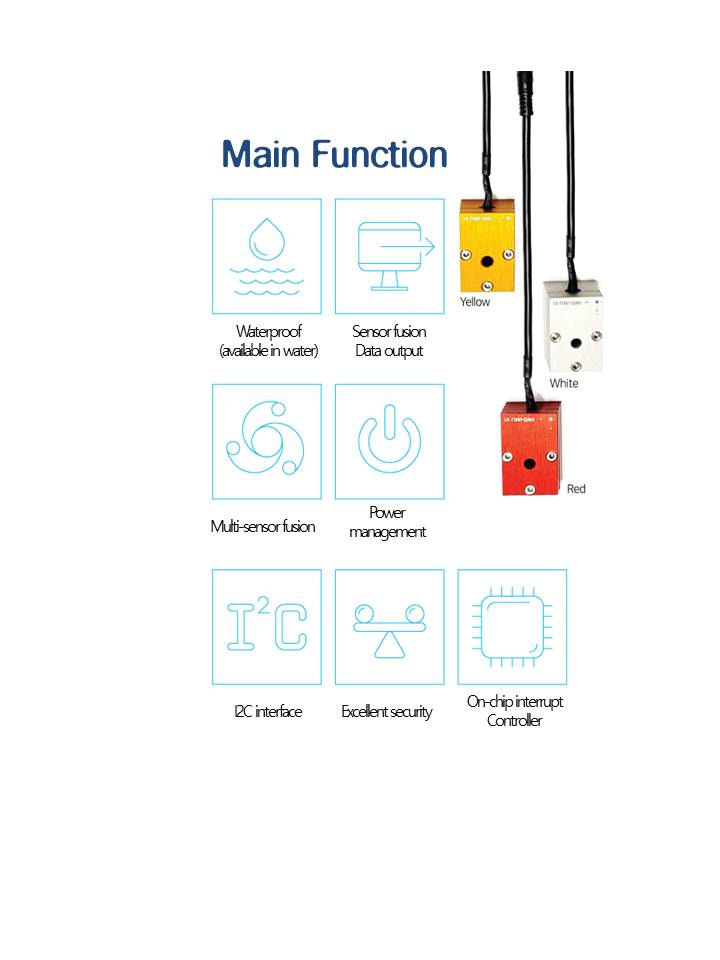 Main Function
Yellow
White
Red
Waterproof
(available in water)
Sensor fusion
Data output
Multi-sensor fusion
Power
management
I2C
I2C interface
Excellent security
On-chip interrupt
Controller